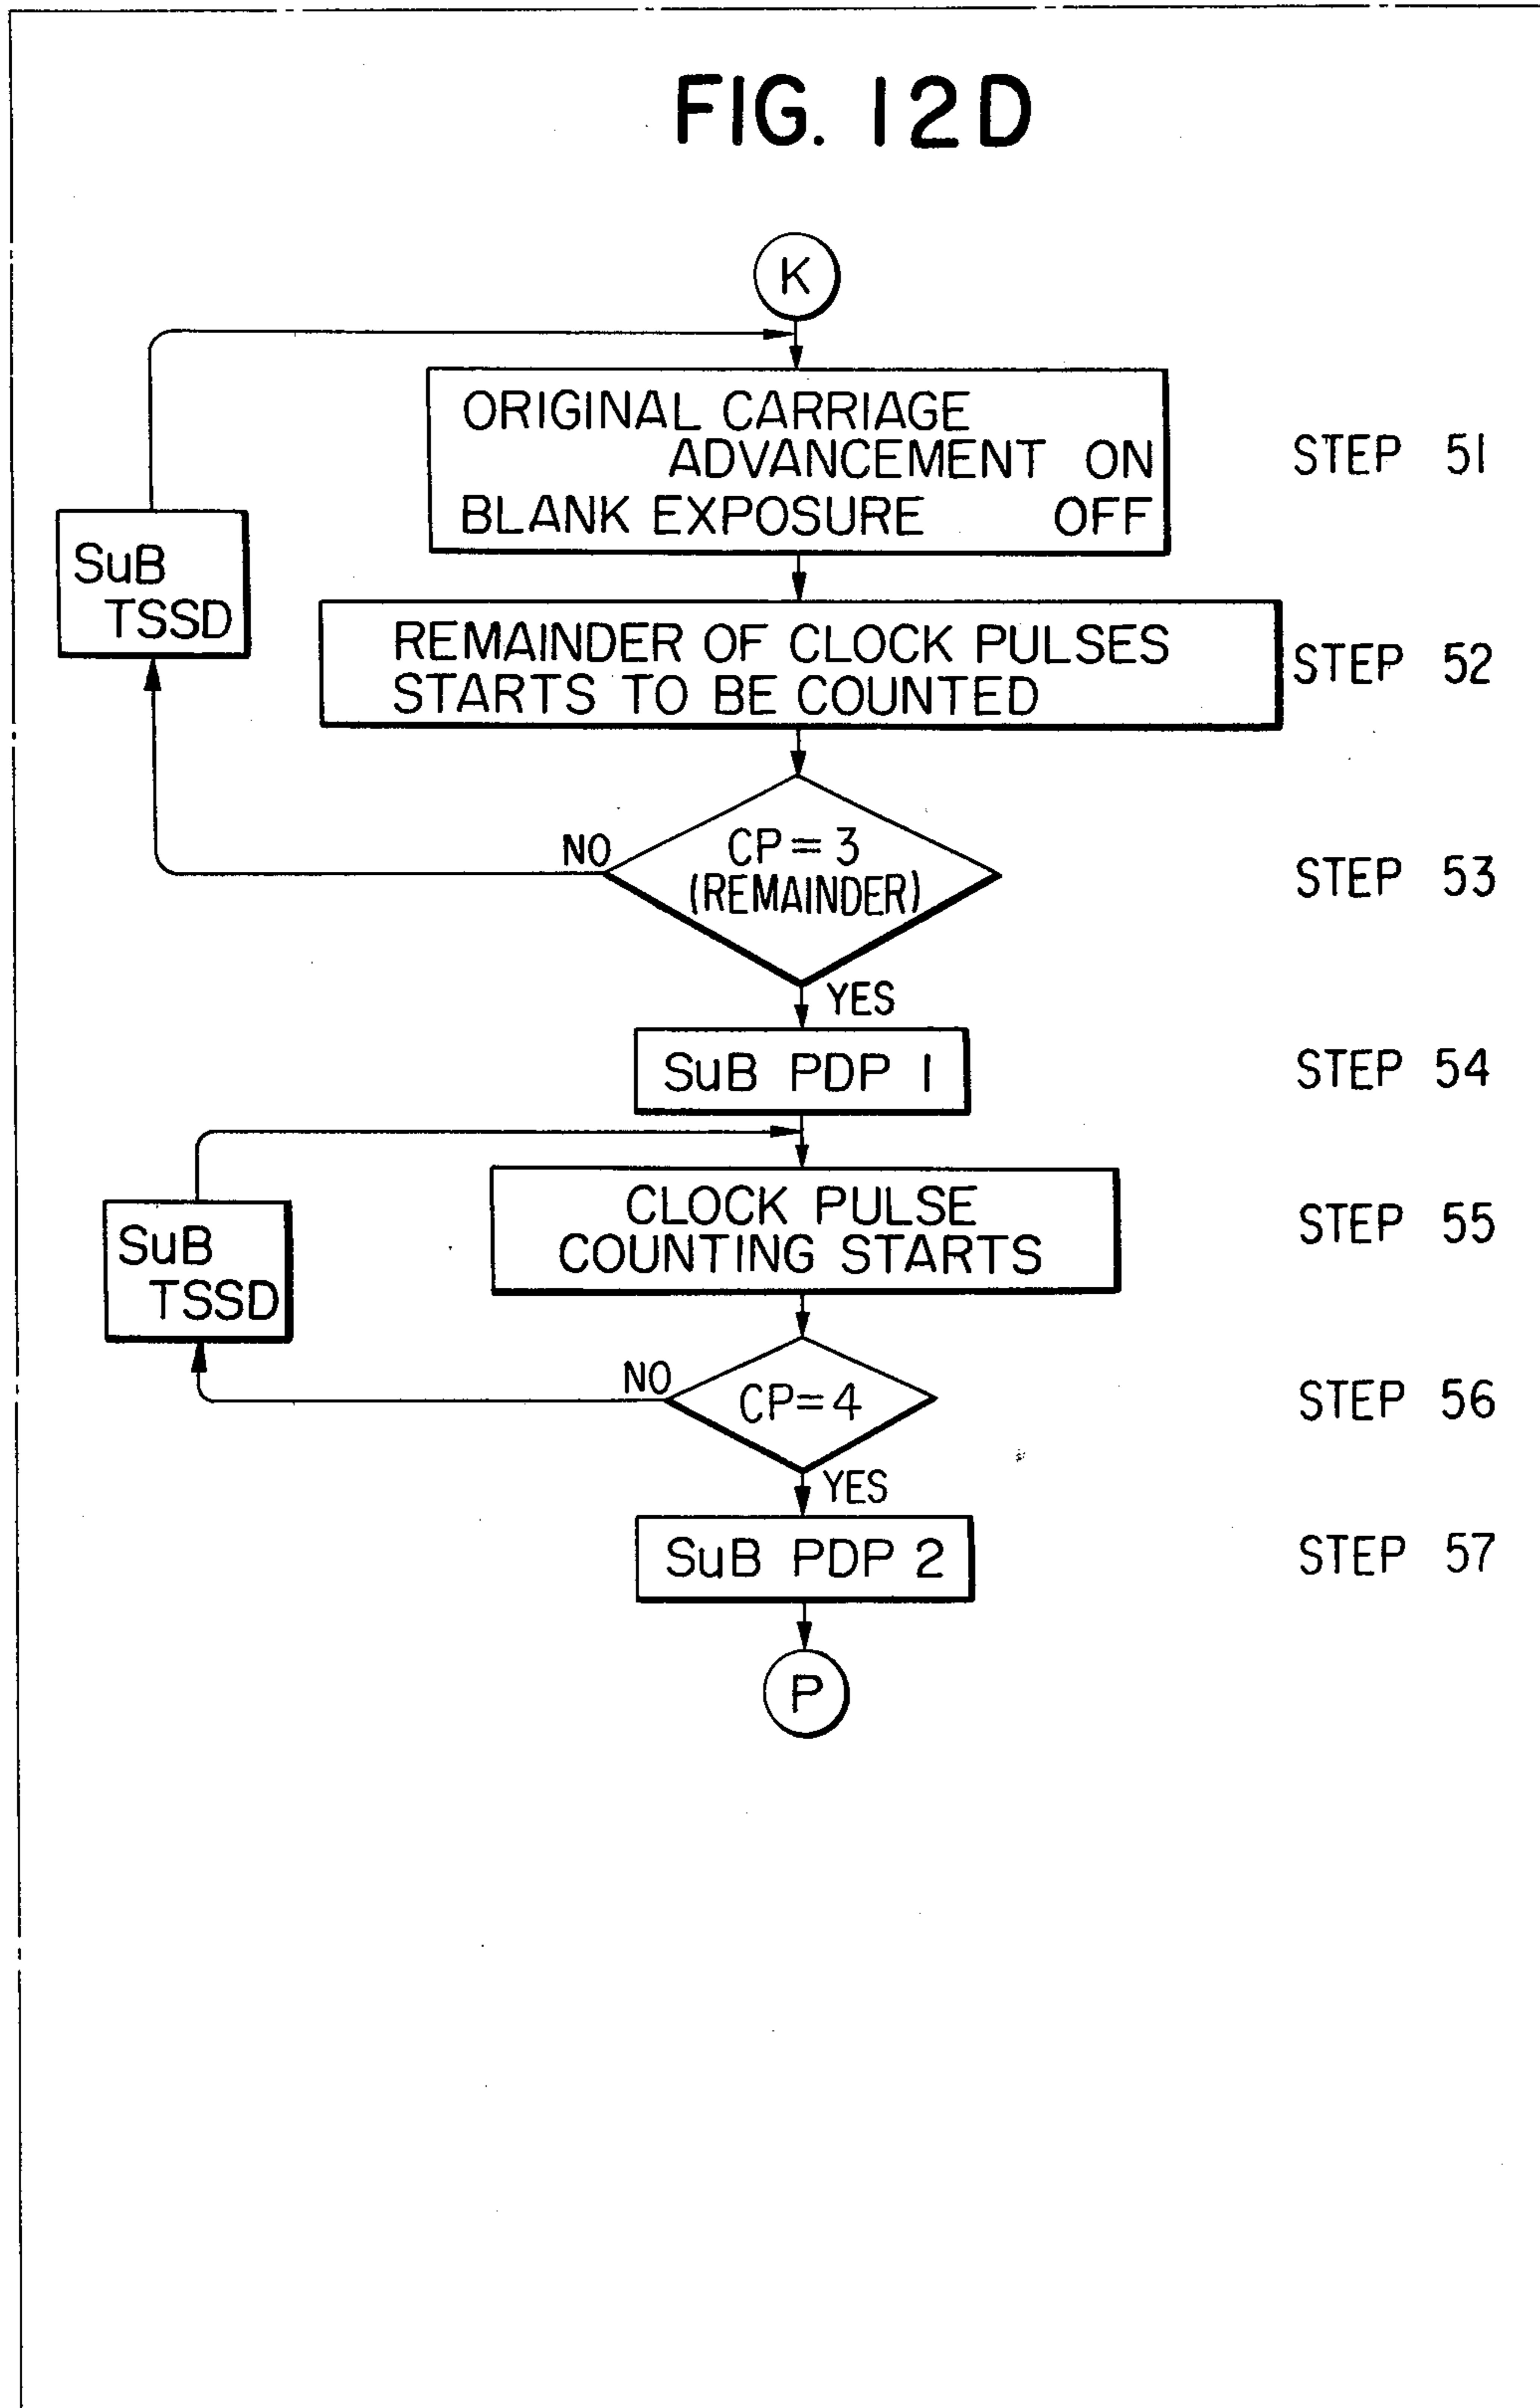 FIG. 12D
K
ORIGINAL CARRIAGE
ADVANCEMENT ON
BLANK EXPOSURE OFF
STEP 51
SuB
TSSD
REMAINDER OF CLOCK PULSES
STARTS TO BE COUNTED
STEP 52
NO
CP=3
(REMAINDER)
STEP 53
YES
SuB PDP 1
STEP 54
CLOCK PULSE
COUNTING STARTS
STEP 55
SuB
TSSD
NO
CP=4
STEP 56
YES
SuB PDP 2
STEP 57
P